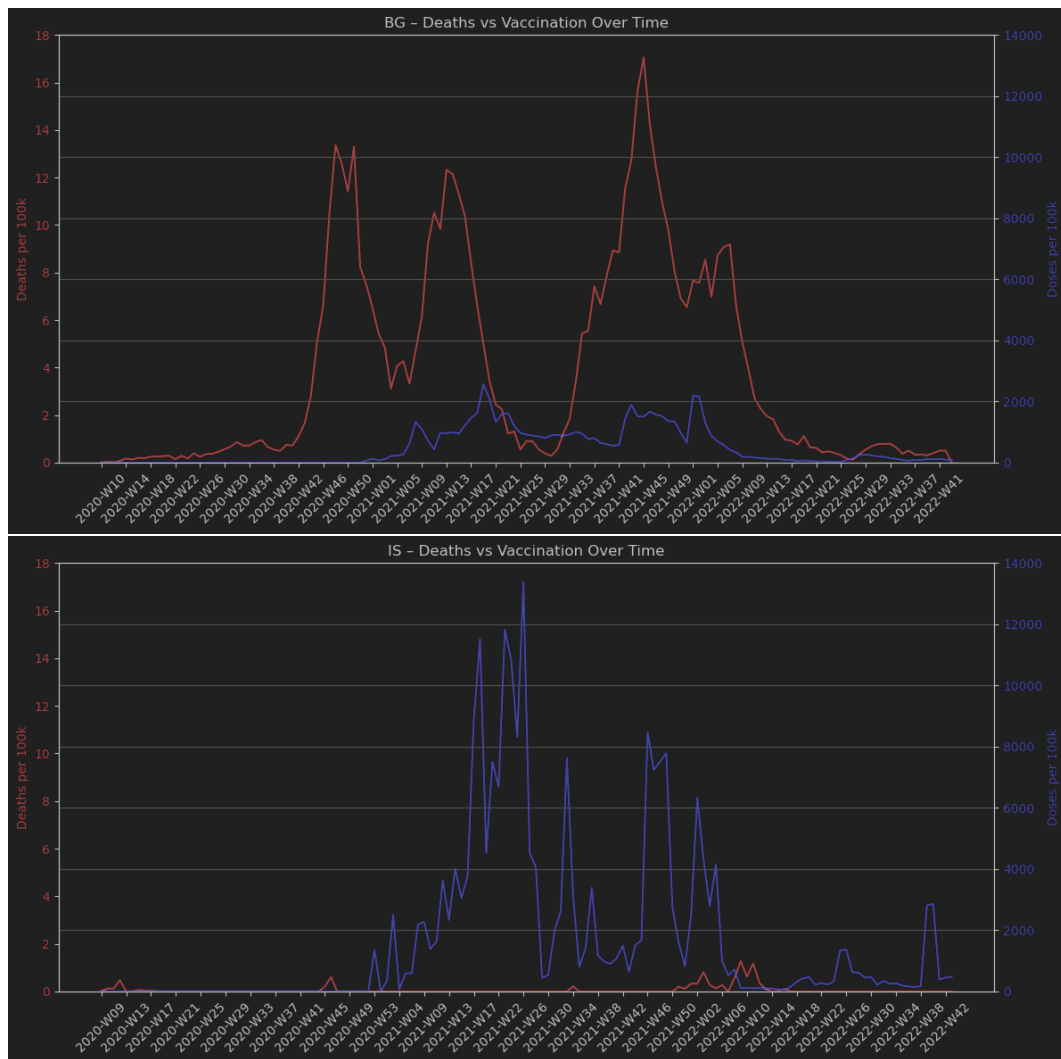 BG – Deaths vs Vaccination Over Time
18
16
14
12
10
8
6
4
2
0
Deaths per 100k
14000
12000
10000
8000
6000
4000
2000
0
Doses per 100k
2020-W10
2020-W14
2020-W18
2020-W22
2020-W26
2020-W30
2020-W34
2020-W38
2020-W42
2020-W46
2020-W50
2021-W01
2021-W05
2021-W09
2021-W13
2021-W17
2021-W21
2021-W25
2021-W29
2021-W33
2021-W37
2021-W41
2021-W45
2021-W49
2022-W01
2022-W05
2022-W09
2022-W13
2022-W17
2022-W21
2022-W25
2022-W29
2022-W33
2022-W37
2022-W41
IS – Deaths vs Vaccination Over Time
18
16
14
12
10
8
6
4
2
0
Deaths per 100k
14000
12000
10000
8000
6000
4000
2000
0
Doses per 100k
2020-W09
2020-W13
2020-W17
2020-W21
2020-W25
2020-W29
2020-W33
2020-W37
2020-W41
2020-W45
2020-W49
2020-W53
2021-W04
2021-W09
2021-W13
2021-W17
2021-W22
2021-W26
2021-W30
2021-W34
2021-W38
2021-W42
2021-W46
2021-W50
2022-W02
2022-W06
2022-W10
2022-W14
2022-W18
2022-W22
2022-W26
2022-W30
2022-W34
2022-W38
2022-W42